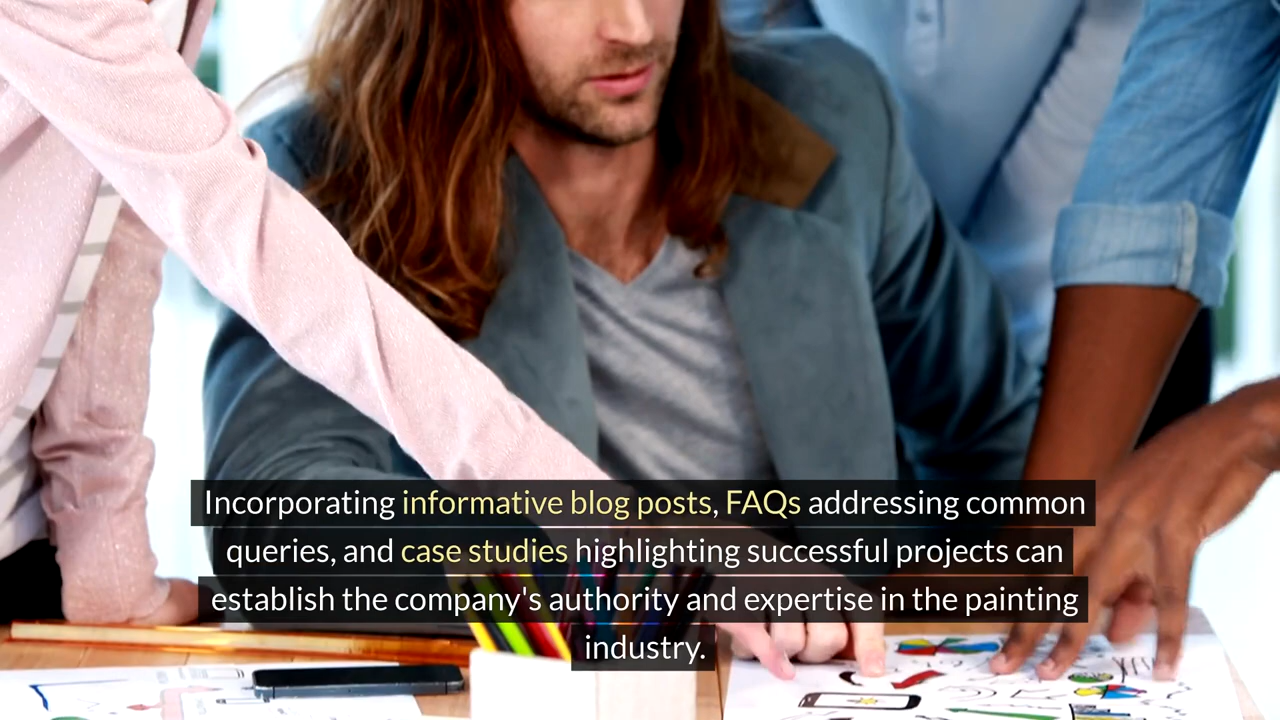 Incorporating informative blog posts, FAQs addressing common
queries, and case studies highlighting successful projects can
establish the company's authority and expertise in the painting
industry.